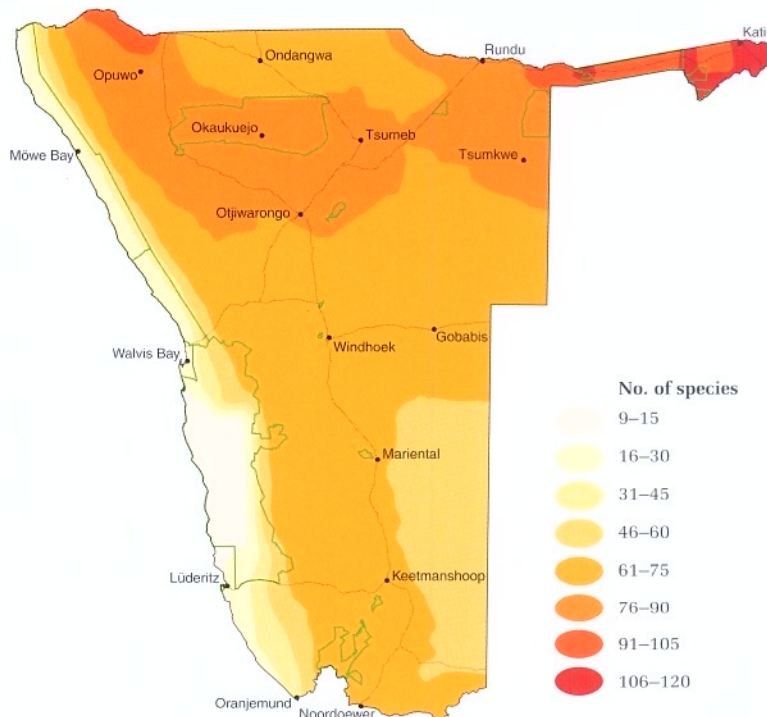 Kati
Ondangwa
Rundu
Opuwo
Okaukuejo
Tsumeb
Möwe Bay
Tsumkwe
Otjiwarongo
Walvis Bay
Windhoek
Gobabis
No. of species
9–15
16–30
31–45
46–60
61–75
76–90
91–105
106–120
Mariental
Lüderitz
Keetmanshoop
Oranjemund
Noordoewer